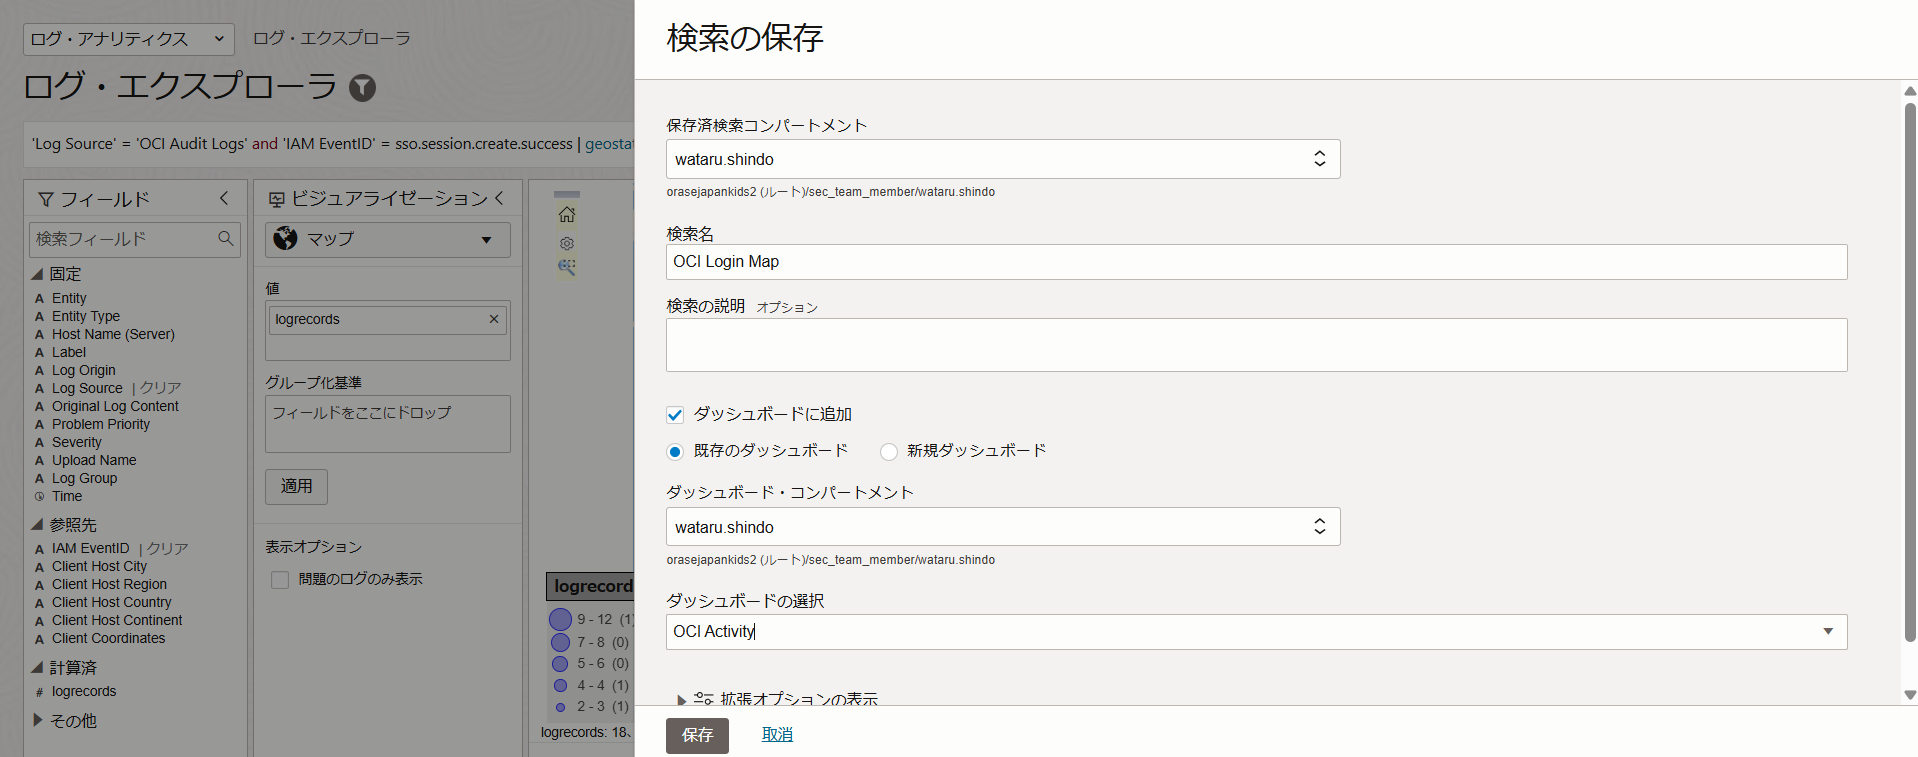 ログ・アナリティクス
ログ・エクスプローラ
ログ・エクスプローラ
'Log Source' = 'OCI Audit Logs' and 'IAM EventID' = sso.session.create.success | geostat
フィールド
検索フィールド
固定
Entity
Entity Type
Host Name (Server)
Label
Log Origin
Log Source | クリア
Original Log Content
Problem Priority
Severity
Upload Name
Log Group
Time
参照先
IAM EventID | クリア
Client Host City
Client Host Region
Client Host Country
Client Host Continent
Client Coordinates
計算済
# logrecords
その他
ビジュアライゼーション
マップ
値
logrecords
グループ化基準
フィールドをここにドロップ
適用
表示オプション
問題のログのみ表示
logrecord
9 - 12 (1)
7 - 8 (0)
5 - 6 (0)
4 - 4 (1)
2 - 3 (1)
logrecords: 18、
検索の保存
保存済検索コンパートメント
wataru.shindo
orasejapankids2 (ルート)/sec_team_member/wataru.shindo
検索名
OCI Login Map
検索の説明 オプション
ダッシュボードに追加
既存のダッシュボード 新規ダッシュボード
ダッシュボード・コンパートメント
wataru.shindo
orasejapankids2 (ルート)/sec_team_member/wataru.shindo
ダッシュボードの選択
OCI Activity
拡張オプションの表示
保存 取消